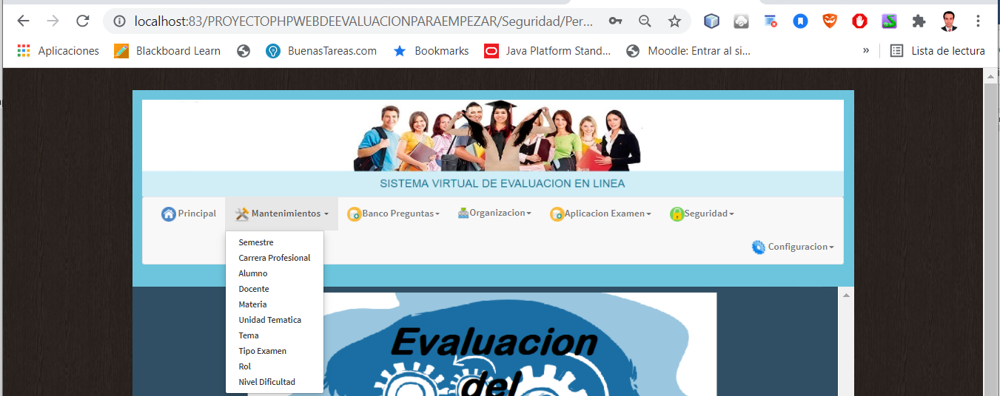 localhost:83/PROYECTOPHPWEBDEEVALUACIONPARAEMPEZAR/Seguridad/Per...
Aplicaciones Blackboard Learn BuenasTareas.com Bookmarks Java Platform Stand... Moodle: Entrar al si... » Lista de lectura
SISTEMA VIRTUAL DE EVALUACION EN LINEA
Principal Mantenimientos Banco Preguntas Organizacion Aplicacion Examen Seguridad
Configuracion
Semestre
Carrera Profesional
Alumno
Docente
Materia
Unidad Tematica
Tema
Tipo Examen
Rol
Nivel Dificultad
Evaluacion
del